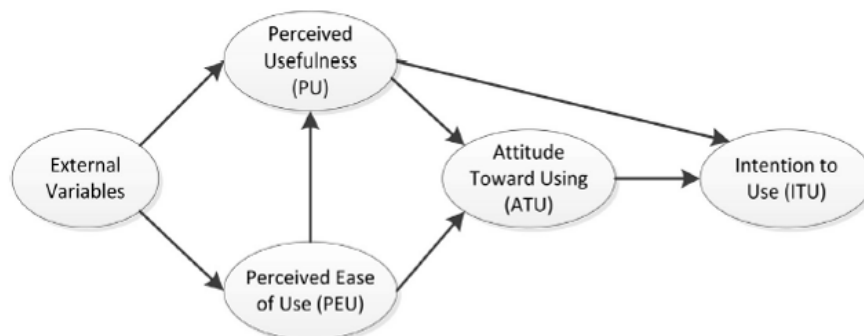 Perceived
Usefulness
(PU)
External
Variables
Attitude
Toward Using
(ATU)
Intention to
Use (ITU)
Perceived Ease
of Use (PEU)